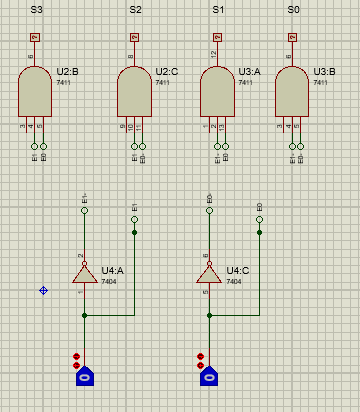 S3 S2 S1 S0
? ? ? ?
6 8 12 6
U2:B U2:C U3:A U3:B
7411 7411 7411 7411
3 4 5 9 10 11 1 2 13 3 4 5
E1 E0 E1 E0- E1- E0 E1- E0-
E1- E1 E0- E0
2 6
U4:A U4:C
7404 7404
1 5
0 0